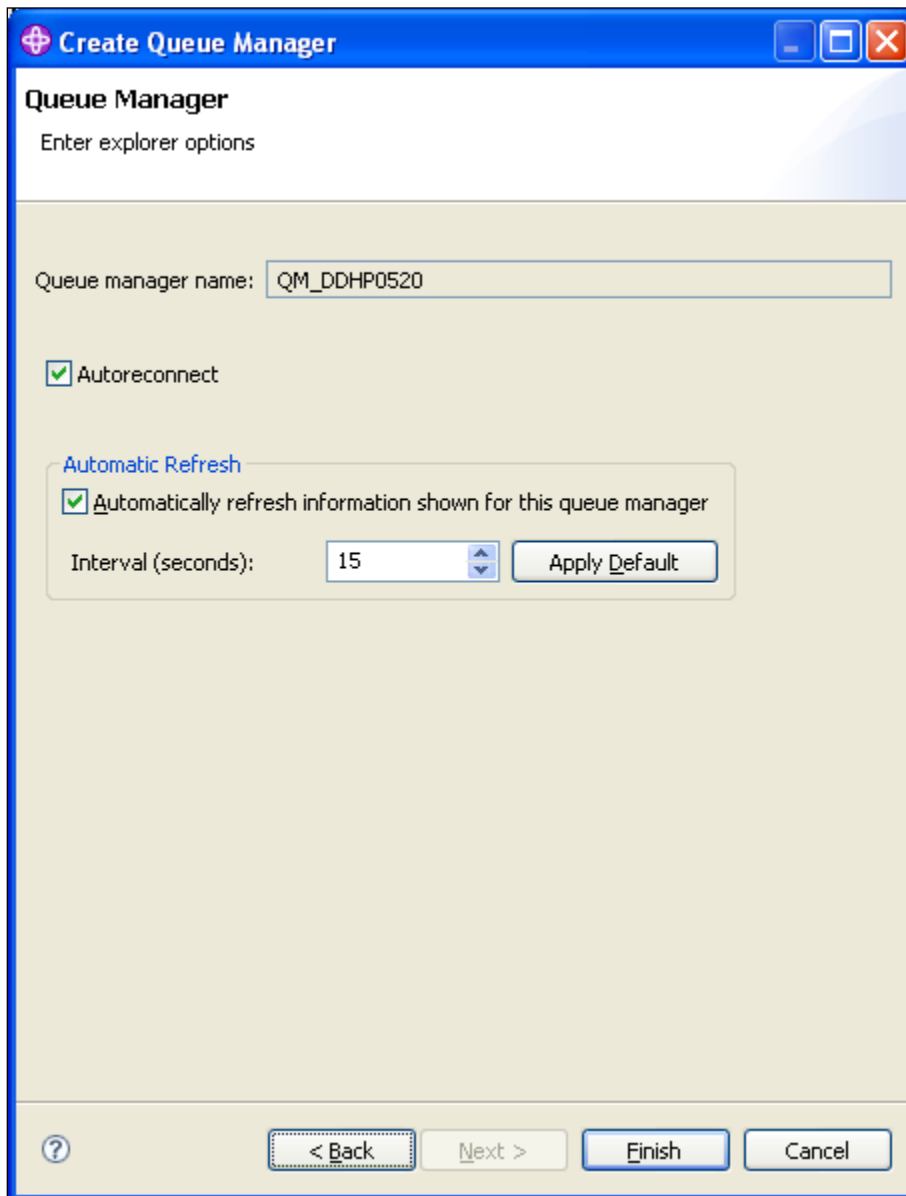 Create Queue Manager
Queue Manager
Enter explorer options
Queue manager name: QM_DDHP0520
Autoreconnect
Automatic Refresh
Automatically refresh information shown for this queue manager
Interval (seconds): 15 Apply Default
? < Back Next > Finish Cancel